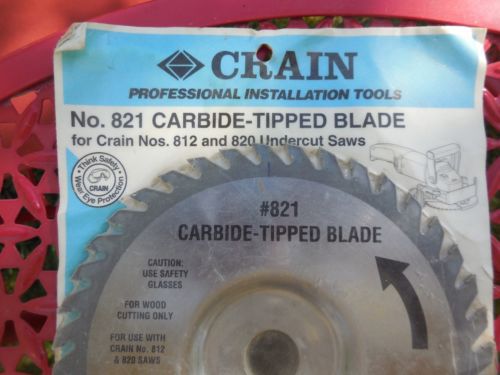 CRAIN
PROFESSIONAL INSTALLATION TOOLS
No. 821 CARBIDE-TIPPED BLADE
for Crain Nos. 812 and 820 Undercut Saws
Think Safety
CRAIN
Wear Eye Protection
#821
CARBIDE-TIPPED BLADE
CAUTION:
USE SAFETY
GLASSES
FOR WOOD
CUTTING ONLY
FOR USE WITH
CRAIN No. 812
& 820 SAWS